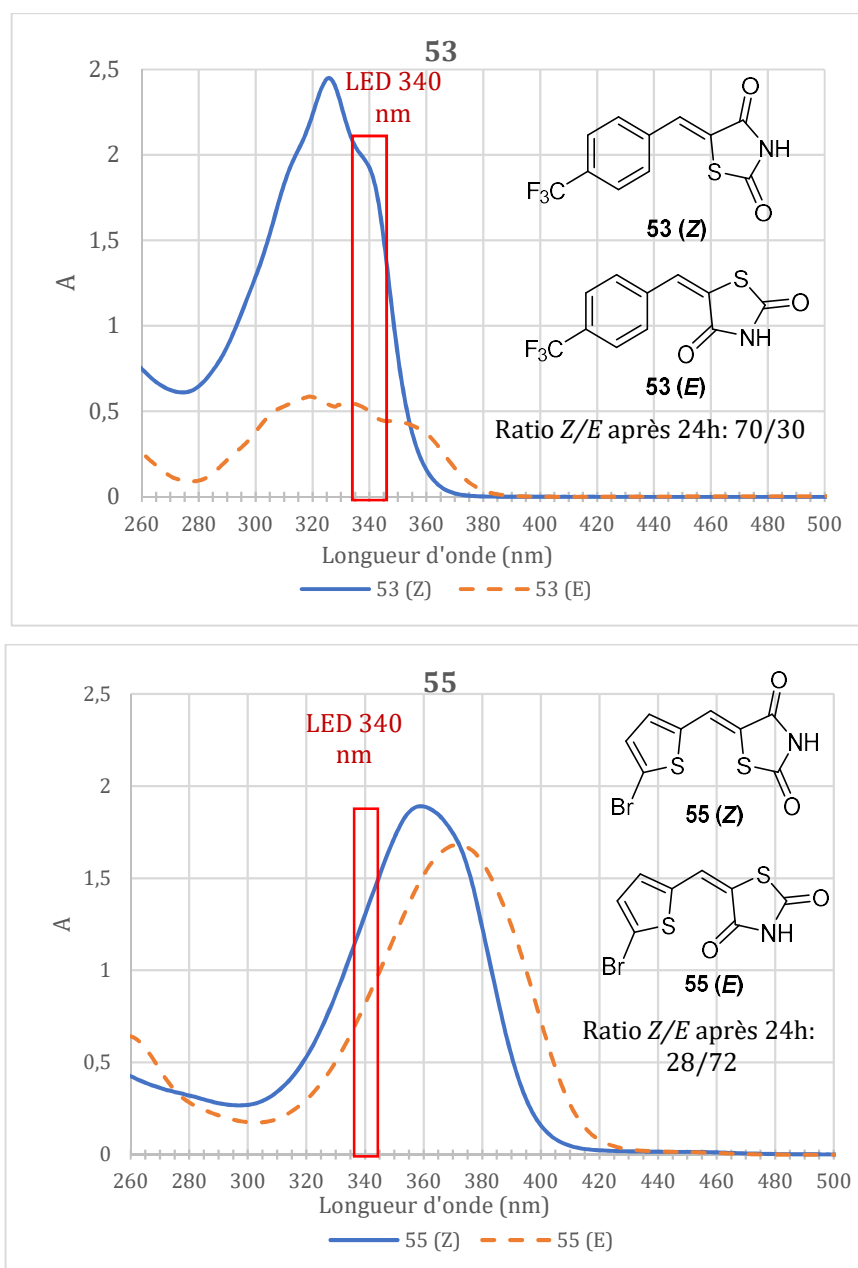 53
LED 340
nm
2,5
2
1,5
1
0,5
0
A
260 280 300 320 340 360 380 400 420 440 460 480 500
Longueur d'onde (nm)
53 (Z) 53 (E)
O
NH
S
O
F₃C
53 (Z)
S
O
NH
O
F₃C
53 (E)
Ratio Z/E après 24h: 70/30
55
LED 340
nm
2,5
2
1,5
1
0,5
0
A
260 280 300 320 340 360 380 400 420 440 460 480 500
Longueur d'onde (nm)
55 (Z) 55 (E)
O
NH
S
S
O
Br
55 (Z)
S
O
S
NH
O
Br
55 (E)
Ratio Z/E après 24h:
28/72